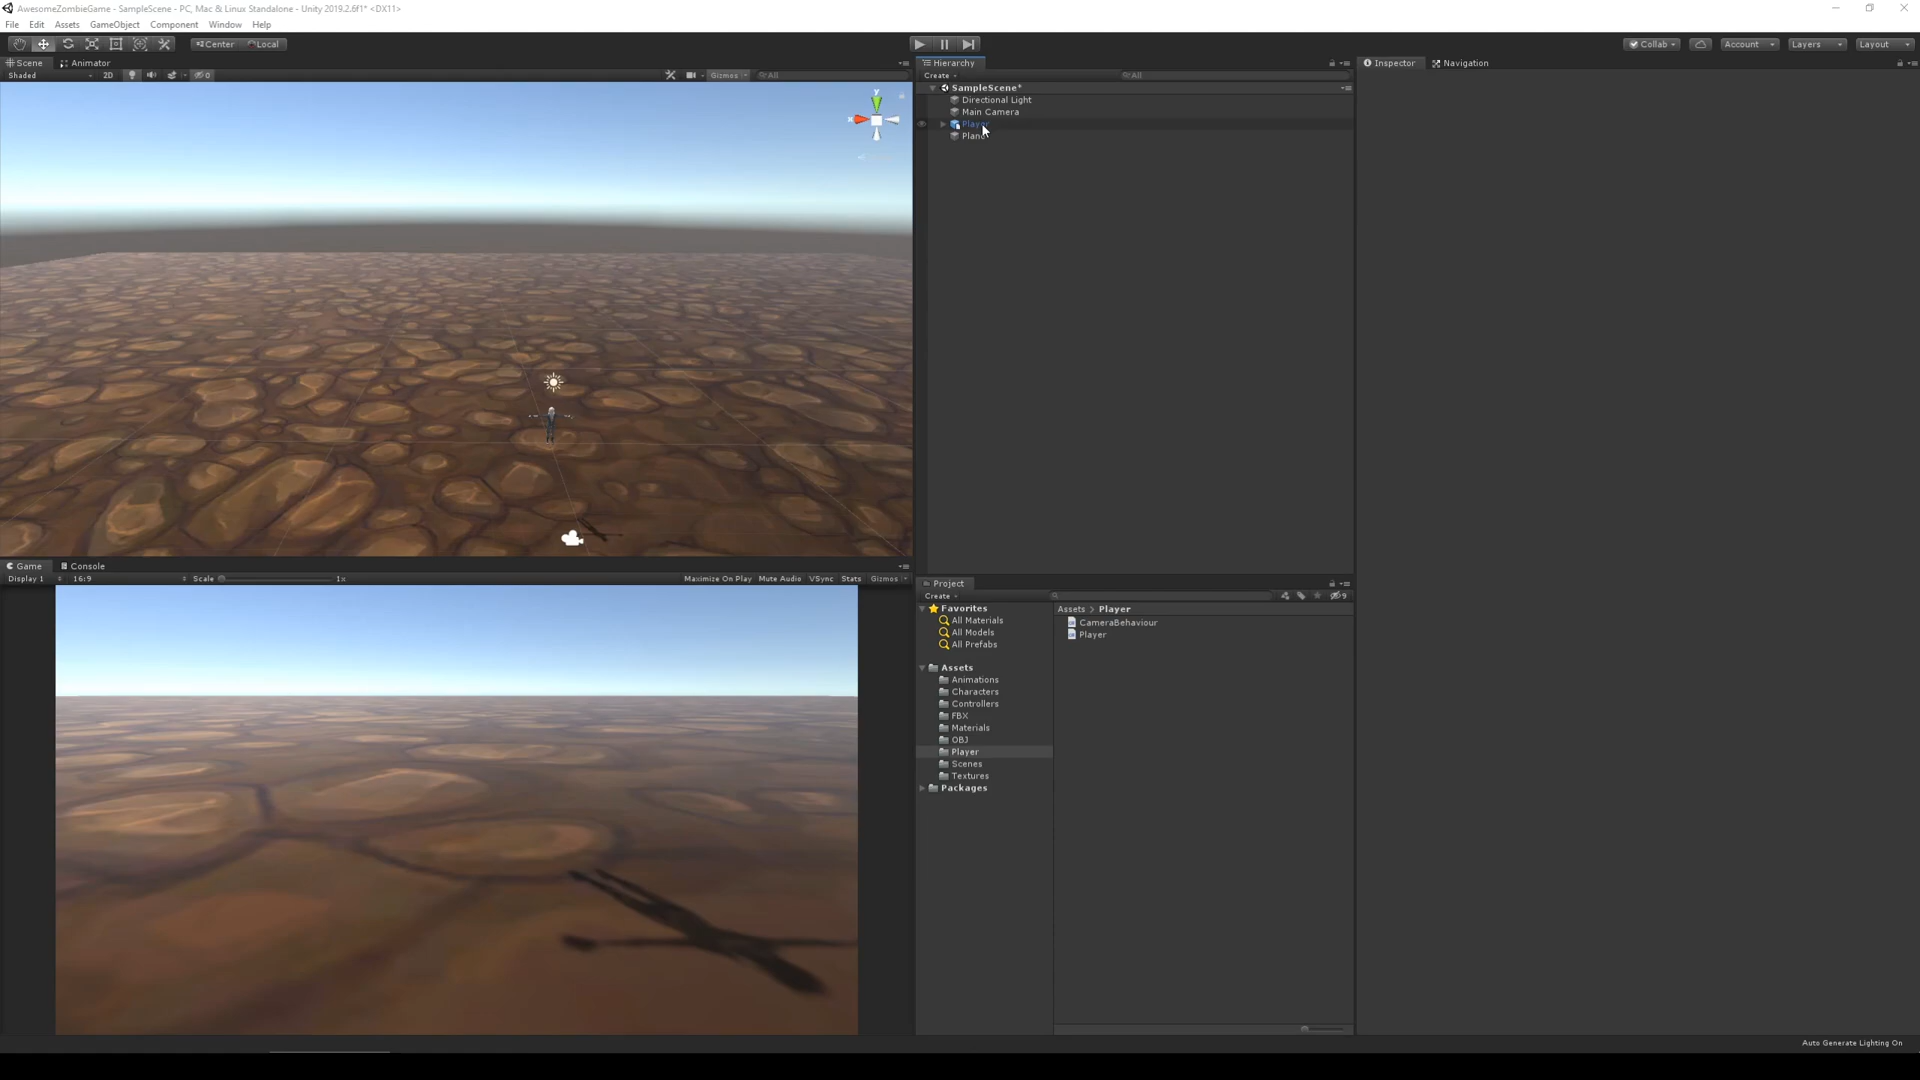 AwesomeZombieGame - SampleScene - PC, Mac & Linux Standalone - Unity 2019.2.6f1* <DX11>
File Edit Assets GameObject Component Window Help
Center Local Collab Account Layers Layout
Scene Animator
Shaded 2D 0 Gizmos All
y
x
Hierarchy
Create All
SampleScene*
Directional Light
Main Camera
Player
Plane
Inspector Navigation
Game Console
Display 1 16:9 Scale 1x Maximize On Play Mute Audio VSync Stats Gizmos
Project
Create 9
Favorites
All Materials
All Models
All Prefabs
Assets
Animations
Characters
Controllers
FBX
Materials
OBJ
Player
Scenes
Textures
Packages
Assets > Player
CameraBehaviour
Player
Auto Generate Lighting On